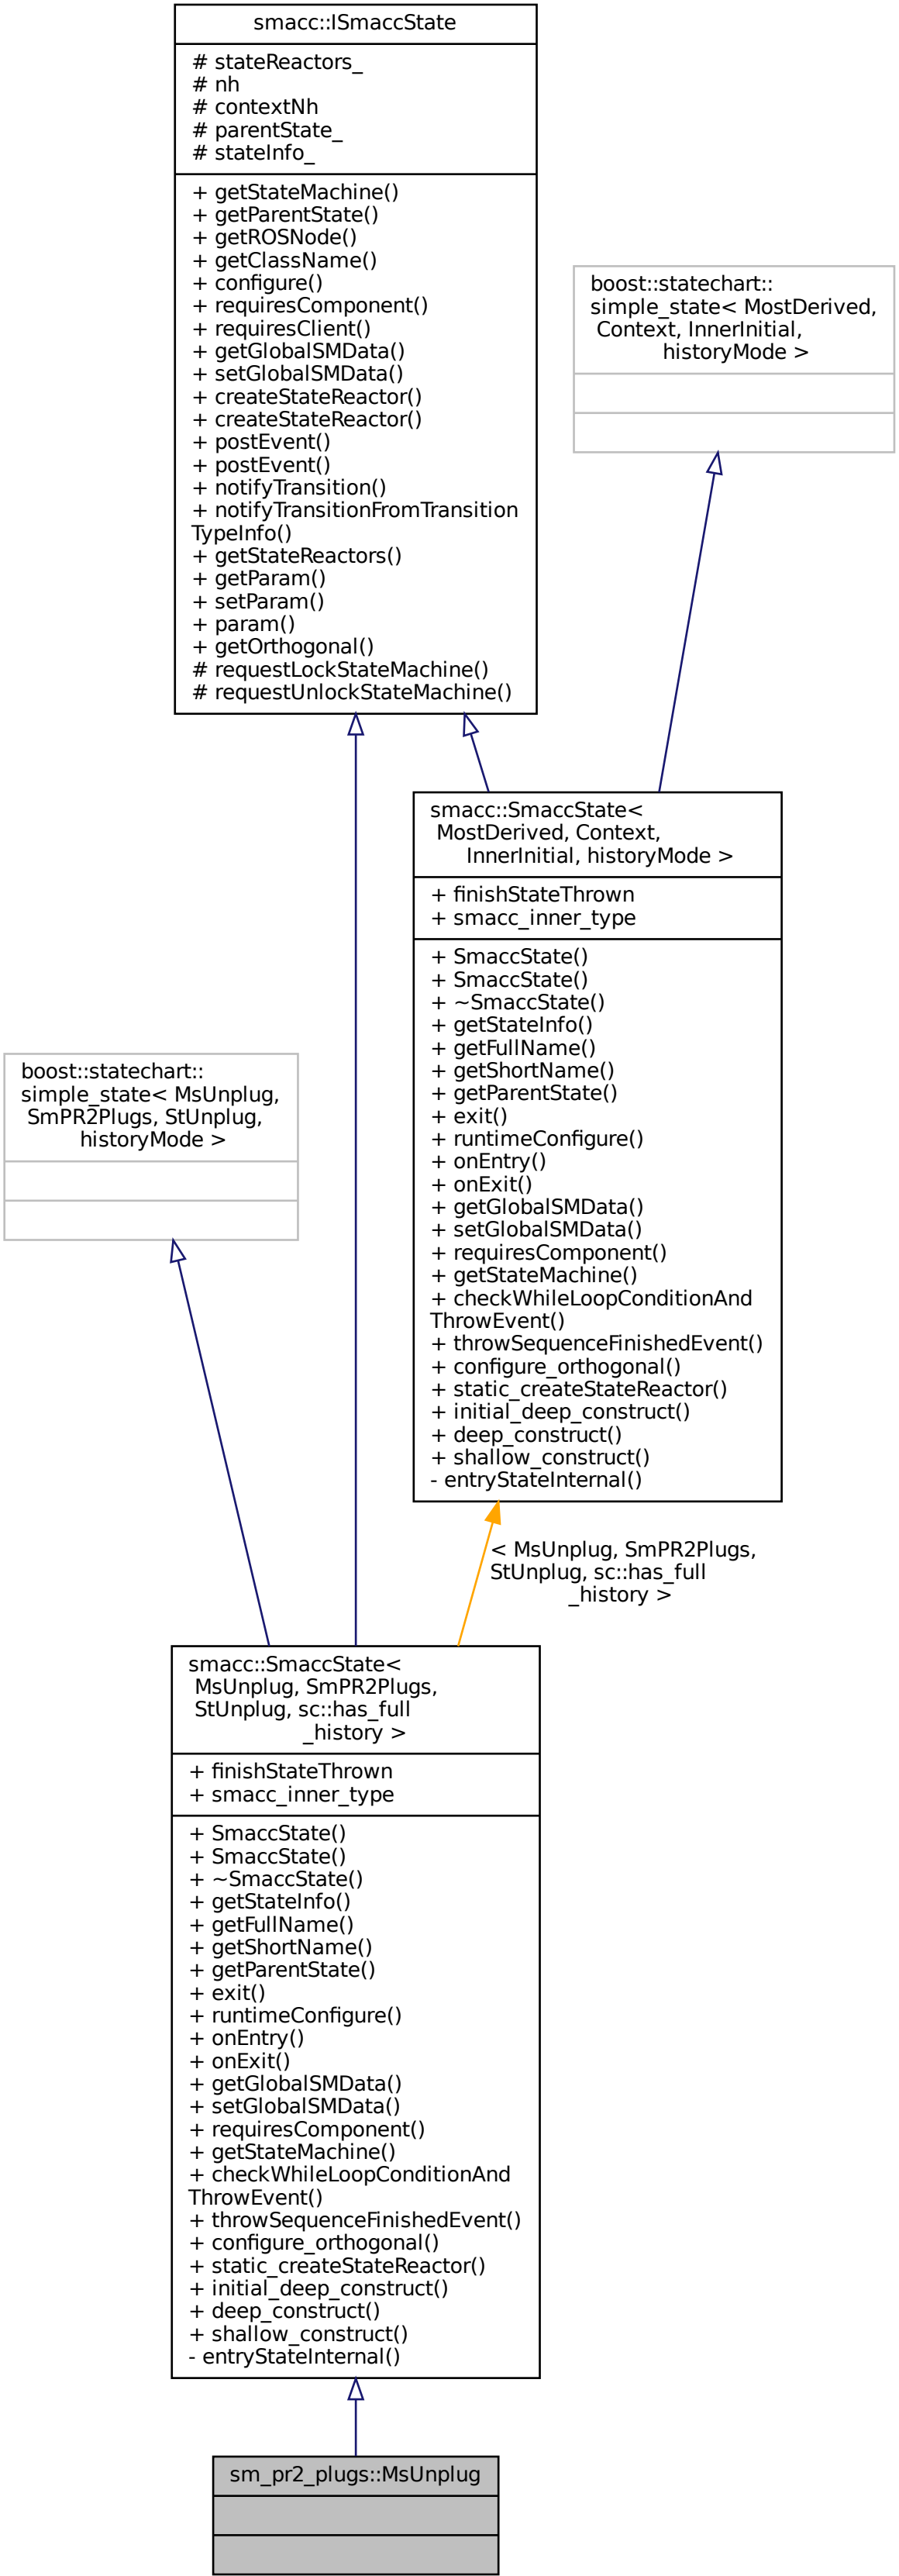 smacc::ISmaccState
# stateReactors_
# nh
# contextNh
# parentState_
# stateInfo_
+ getStateMachine()
+ getParentState()
+ getROSNode()
+ getClassName()
+ configure()
+ requiresComponent()
+ requiresClient()
+ getGlobalSMData()
+ setGlobalSMData()
+ createStateReactor()
+ createStateReactor()
+ postEvent()
+ postEvent()
+ notifyTransition()
+ notifyTransitionFromTransition
TypeInfo()
+ getStateReactors()
+ getParam()
+ setParam()
+ param()
+ getOrthogonal()
# requestLockStateMachine()
# requestUnlockStateMachine()
boost::statechart::
simple_state< MostDerived,
Context, InnerInitial,
historyMode >
smacc::SmaccState<
MostDerived, Context,
InnerInitial, historyMode >
+ finishStateThrown
+ smacc_inner_type
+ SmaccState()
+ SmaccState()
+ ~SmaccState()
+ getStateInfo()
+ getFullName()
+ getShortName()
+ getParentState()
+ exit()
+ runtimeConfigure()
+ onEntry()
+ onExit()
+ getGlobalSMData()
+ setGlobalSMData()
+ requiresComponent()
+ getStateMachine()
+ checkWhileLoopConditionAnd
ThrowEvent()
+ throwSequenceFinishedEvent()
+ configure_orthogonal()
+ static_createStateReactor()
+ initial_deep_construct()
+ deep_construct()
+ shallow_construct()
- entryStateInternal()
boost::statechart::
simple_state< MsUnplug,
SmPR2Plugs, StUnplug,
historyMode >
< MsUnplug, SmPR2Plugs,
StUnplug, sc::has_full
_history >
smacc::SmaccState<
MsUnplug, SmPR2Plugs,
StUnplug, sc::has_full
_history >
+ finishStateThrown
+ smacc_inner_type
+ SmaccState()
+ SmaccState()
+ ~SmaccState()
+ getStateInfo()
+ getFullName()
+ getShortName()
+ getParentState()
+ exit()
+ runtimeConfigure()
+ onEntry()
+ onExit()
+ getGlobalSMData()
+ setGlobalSMData()
+ requiresComponent()
+ getStateMachine()
+ checkWhileLoopConditionAnd
ThrowEvent()
+ throwSequenceFinishedEvent()
+ configure_orthogonal()
+ static_createStateReactor()
+ initial_deep_construct()
+ deep_construct()
+ shallow_construct()
- entryStateInternal()
sm_pr2_plugs::MsUnplug